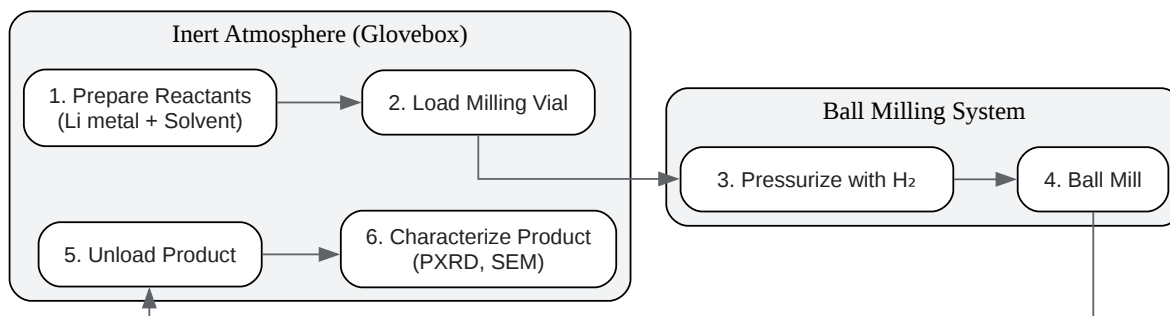 Inert Atmosphere (Glovebox)
1. Prepare Reactants
(Li metal + Solvent)
2. Load Milling Vial
Ball Milling System
3. Pressurize with H₂
4. Ball Mill
5. Unload Product
6. Characterize Product
(PXRD, SEM)